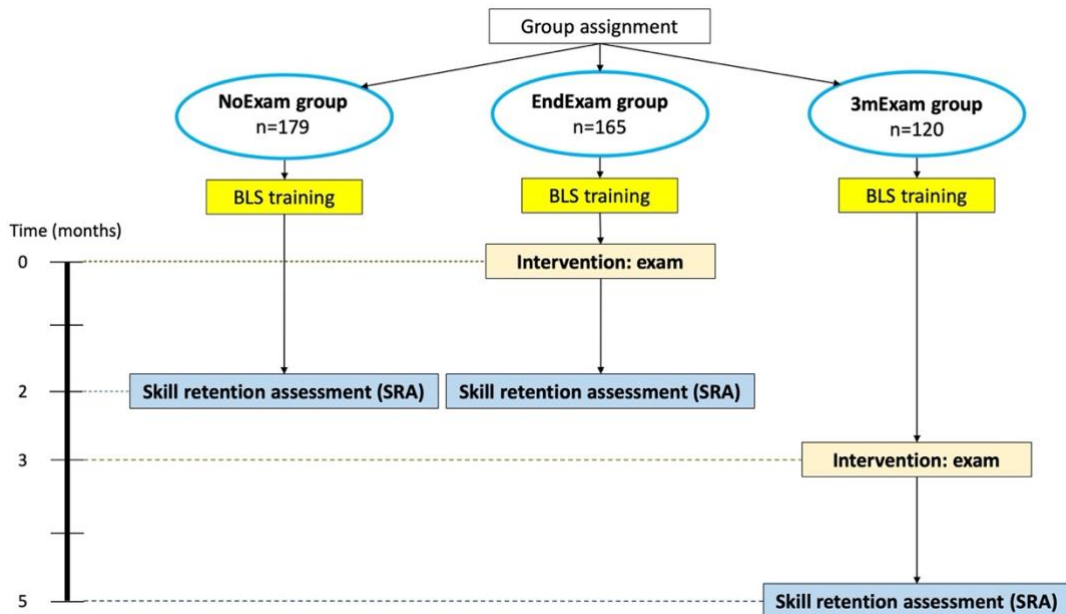 Group assignment
NoExam group
n=179
EndExam group
n=165
3mExam group
n=120
BLS training
BLS training
BLS training
Time (months)
0
Intervention: exam
2
Skill retention assessment (SRA)
Skill retention assessment (SRA)
3
Intervention: exam
5
Skill retention assessment (SRA)